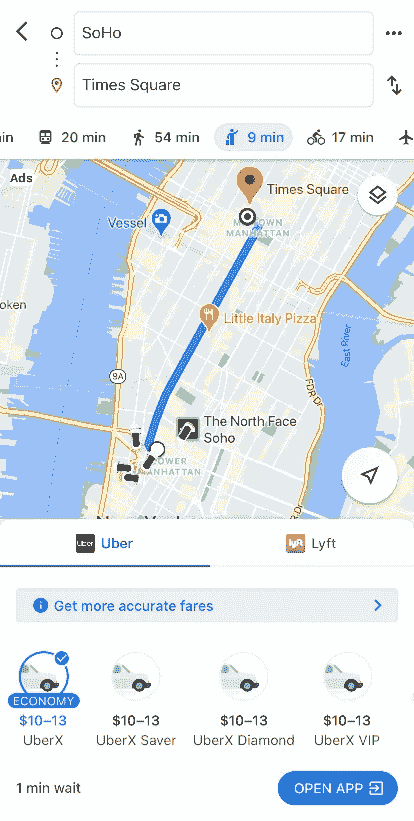 SoHo
Times Square
in
20 min
54 min
9 min
17 min
Ads
Times Square
Vessel
MANHATTAN
Little Italy Pizza
oken
East River
9A
FDR Dr
The North Face
Soho
LOWER
MANHATTAN
Uber
Uber
Lyft
Get more accurate fares
ECONOMY
$10–13
$10–13
$10–13
$10–13
UberX
UberX Saver
UberX Diamond
UberX VIP
1 min wait
OPEN APP